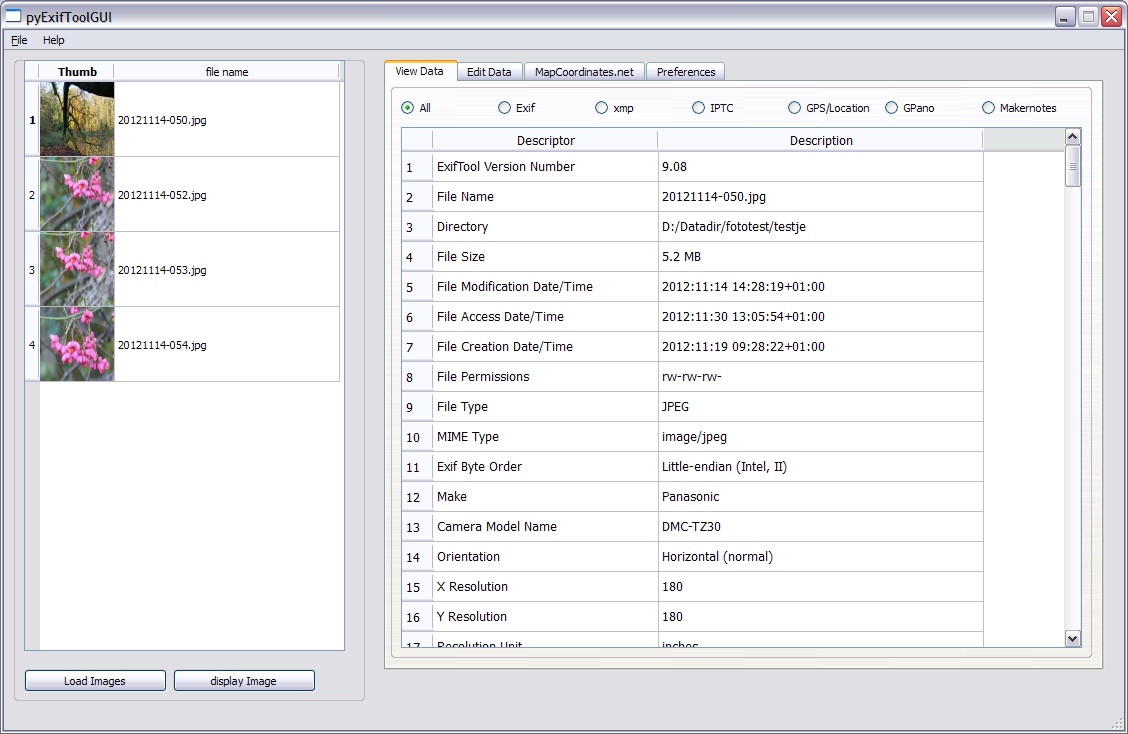 pyExifToolGUI
File Help
Thumb file name
1 20121114-050.jpg
2 20121114-052.jpg
3 20121114-053.jpg
4 20121114-054.jpg
Load Images display Image
View Data Edit Data MapCoordinates.net Preferences
All Exif xmp IPTC GPS/Location GPano Makernotes
Descriptor Description
1 ExifTool Version Number 9.08
2 File Name 20121114-050.jpg
3 Directory D:/Datadir/fototest/testje
4 File Size 5.2 MB
5 File Modification Date/Time 2012:11:14 14:28:19+01:00
6 File Access Date/Time 2012:11:30 13:05:54+01:00
7 File Creation Date/Time 2012:11:19 09:28:22+01:00
8 File Permissions rw-rw-rw-
9 File Type JPEG
10 MIME Type image/jpeg
11 Exif Byte Order Little-endian (Intel, II)
12 Make Panasonic
13 Camera Model Name DMC-TZ30
14 Orientation Horizontal (normal)
15 X Resolution 180
16 Y Resolution 180
17 Resolution Unit inches